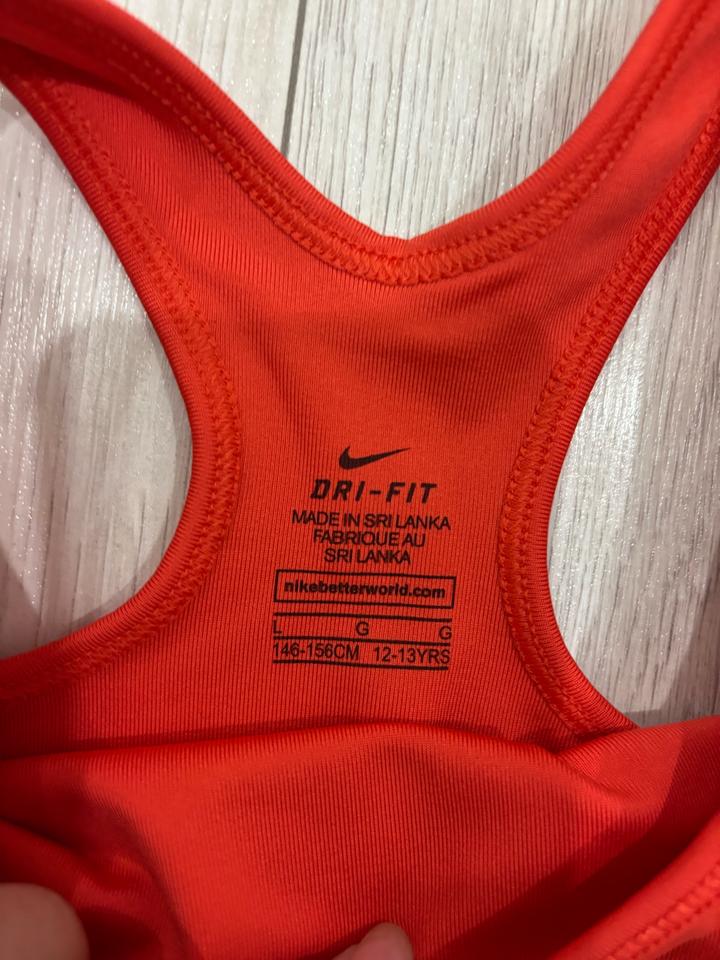 DRI-FIT
MADE IN SRI LANKA
FABRIQUE AU
SRI LANKA
nikebetterworld.com
L G G
146-156CM 12-13YRS